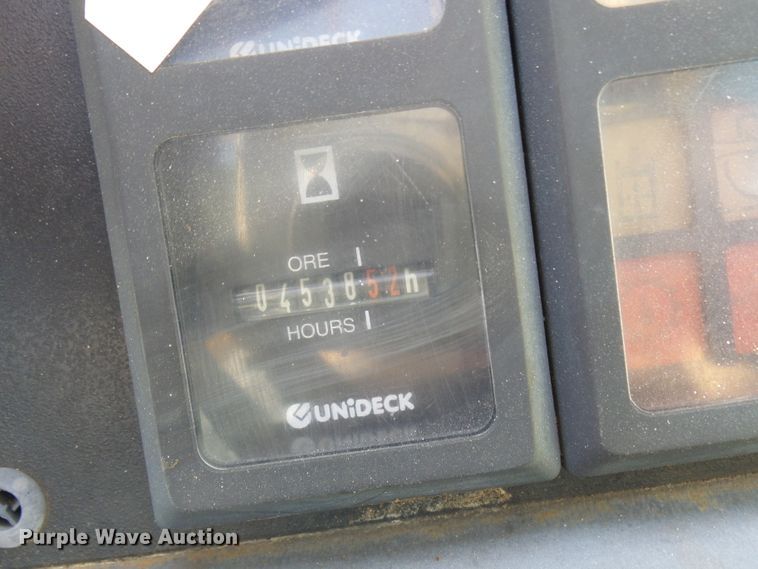 UNiDECK
ORE
0453852h
HOURS
UNiDECK
Purple Wave Auction